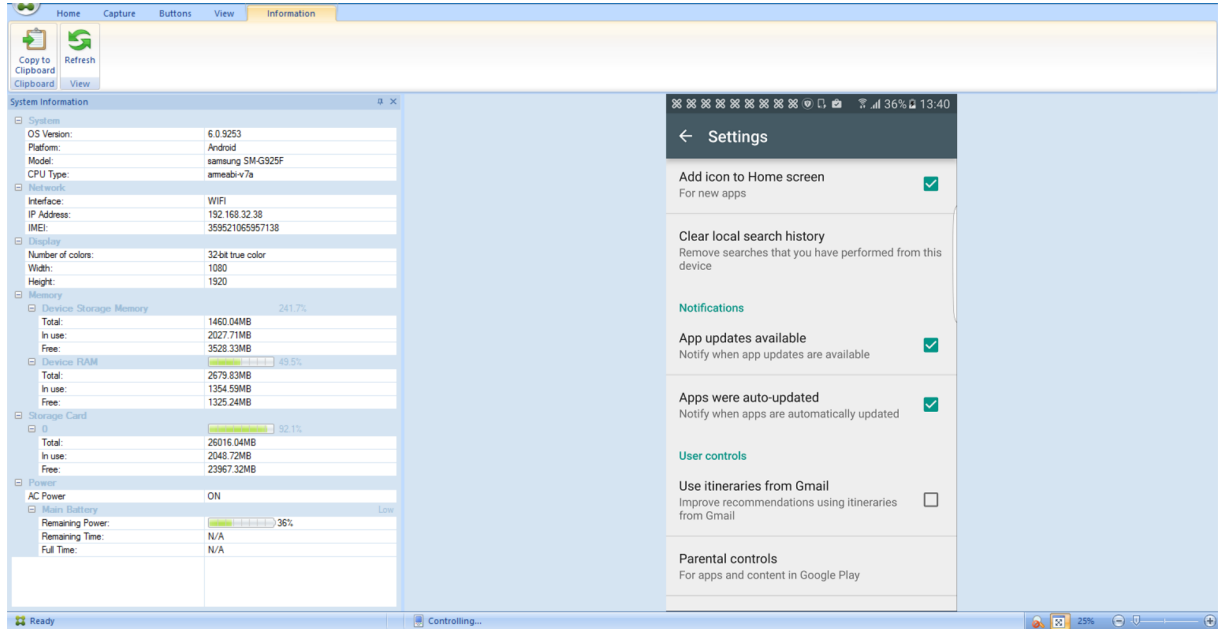 Home Capture Buttons View Information
Copy to Clipboard
Refresh
Clipboard View
System Information
System
OS Version: 6.0.9253
Platform: Android
Model: samsung SM-G925F
CPU Type: armeabi-v7a
Network
Interface: WIFI
IP Address: 192.168.32.38
IMEI: 359521065957138
Display
Number of colors: 32-bit true color
Width: 1080
Height: 1920
Memory
Device Storage Memory 241.7%
Total: 1460.04MB
In use: 2027.71MB
Free: 3528.33MB
Device RAM 49.5%
Total: 2679.83MB
In use: 1354.59MB
Free: 1325.24MB
Storage Card
0 92.1%
Total: 26016.04MB
In use: 2048.72MB
Free: 23967.32MB
Power
AC Power ON
Main Battery Low
Remaining Power: 36%
Remaining Time: N/A
Full Time: N/A
36% 13:40
Settings
Add icon to Home screen
For new apps
Clear local search history
Remove searches that you have performed from this
device
Notifications
App updates available
Notify when app updates are available
Apps were auto-updated
Notify when apps are automatically updated
User controls
Use itineraries from Gmail
Improve recommendations using itineraries
from Gmail
Parental controls
For apps and content in Google Play
Ready Controlling... 25%